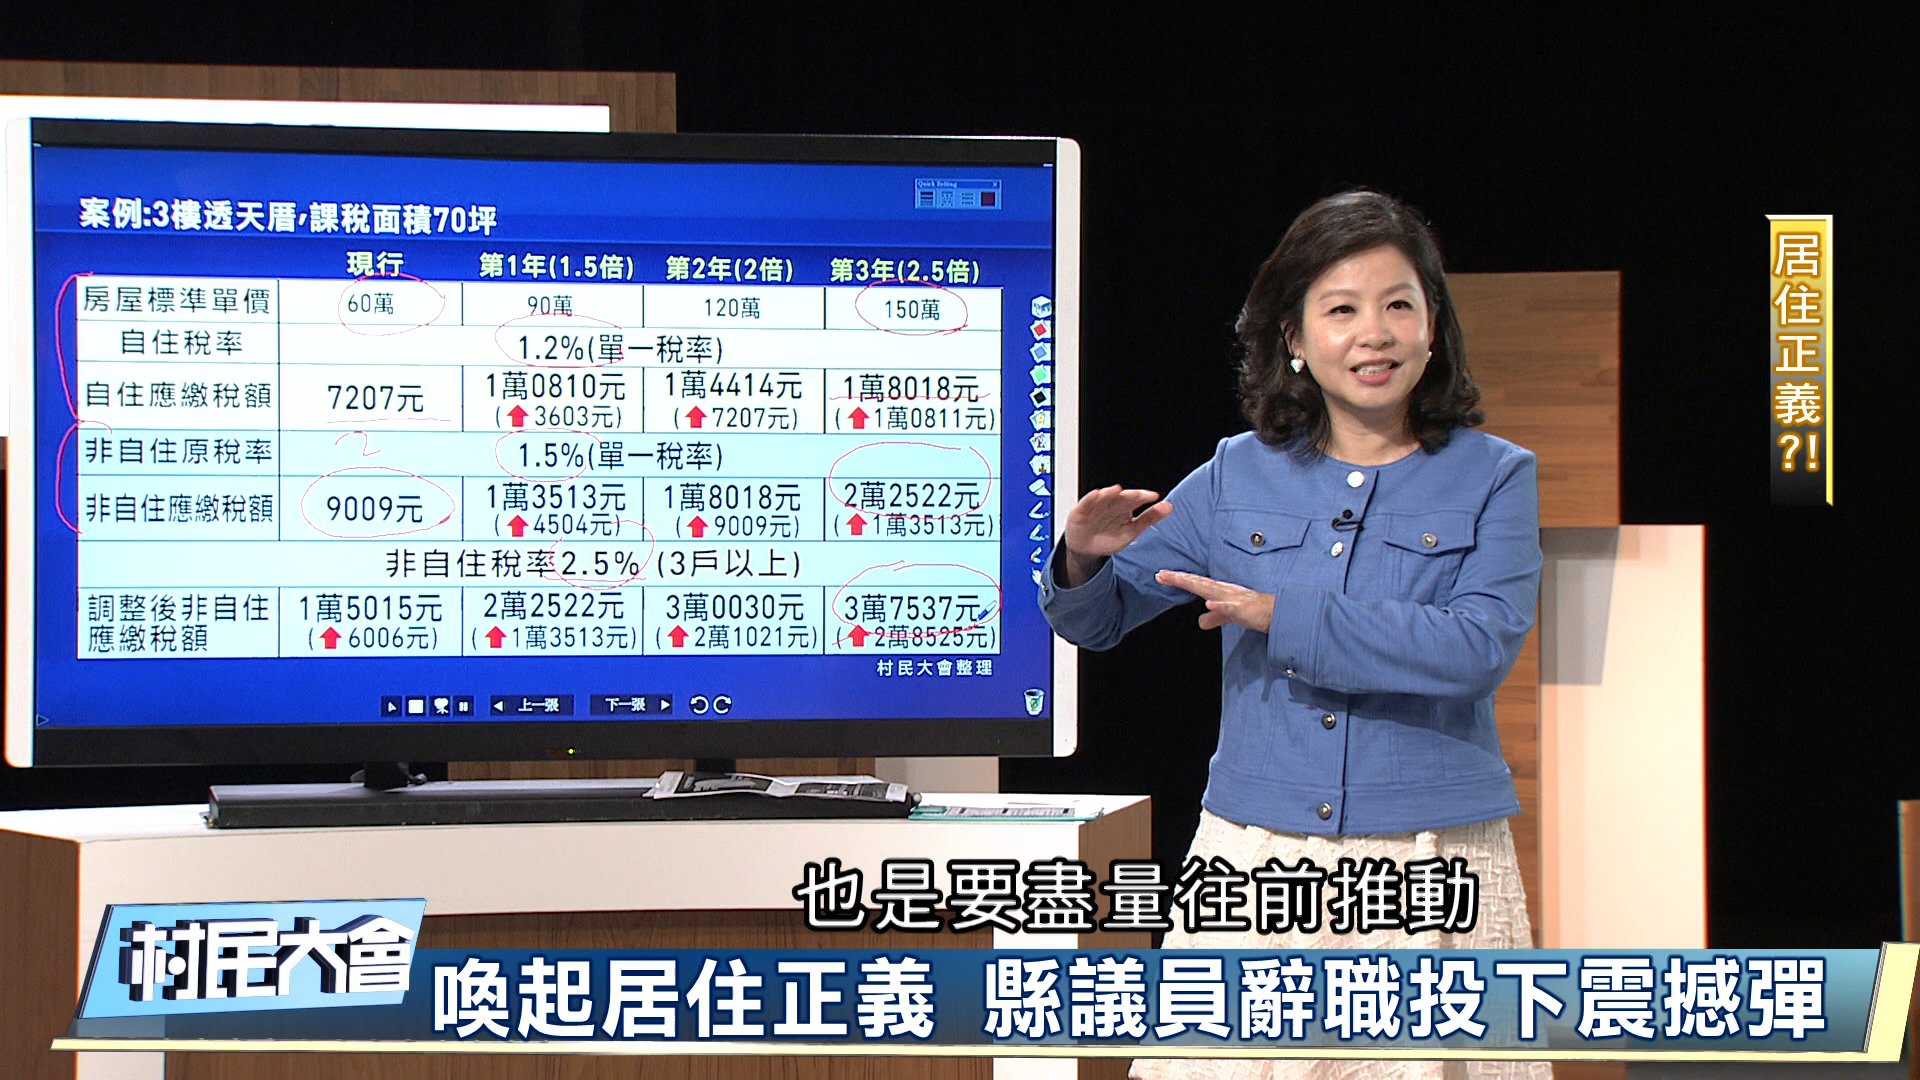 案例:3樓透天厝,課稅面積70坪
Quick Setting
現行 第1年(1.5倍) 第2年(2倍) 第3年(2.5倍)
房屋標準單價 60萬 90萬 120萬 150萬
自住稅率 1.2%(單一稅率)
自住應繳稅額 7207元 1萬0810元 1萬4414元 1萬8018元
(3603元) (7207元) (1萬0811元)
2
非自住原稅率 1.5%(單一稅率)
非自住應繳稅額 9009元 1萬3513元 1萬8018元 2萬2522元
(4504元) (9009元) (1萬3513元)
非自住稅率2.5% (3戶以上)
調整後非自住 1萬5015元 2萬2522元 3萬0030元 3萬7537元
應繳稅額 (6006元) (1萬3513元) (2萬1021元) (2萬8525元)
村民大會整理
上一張 下一張
居住正義?!
也是要盡量往前推動
村民大會
喚起居住正義 縣議員辭職投下震撼彈